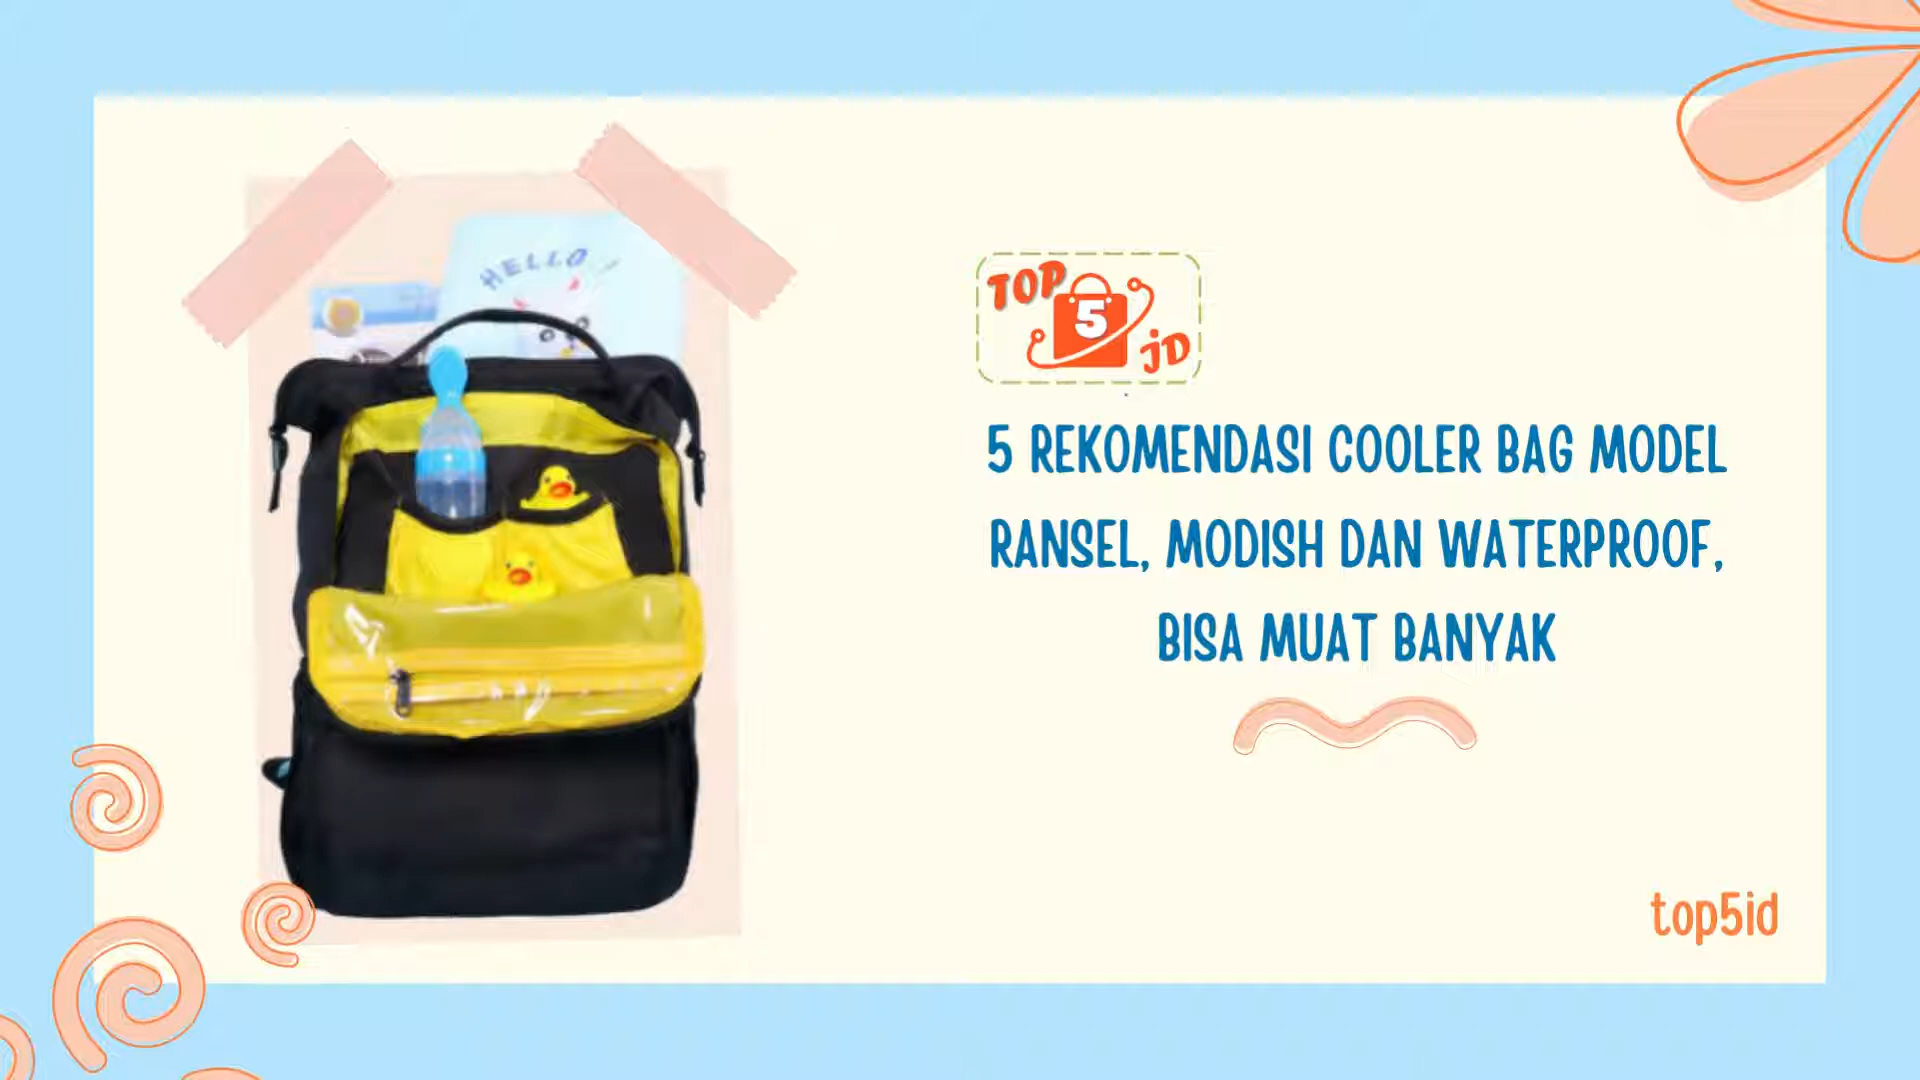 HELLO
TOP
5
jD
5 REKOMENDASI COOLER BAG MODEL
RANSEL, MODISH DAN WATERPROOF,
BISA MUAT BANYAK
top5id